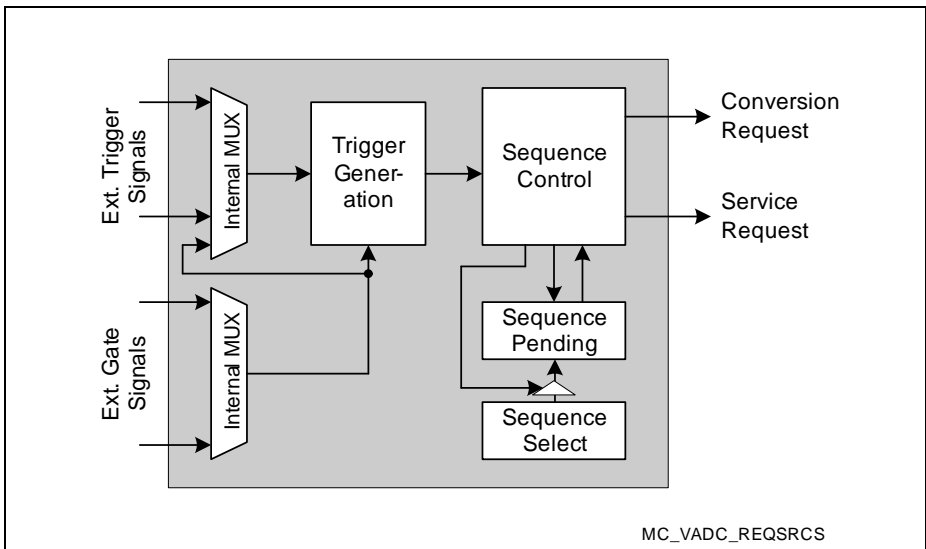 Ext. Trigger
Signals
Internal MUX
Trigger
Gener-
ation
Sequence
Control
Conversion
Request
Service
Request
Ext. Gate
Signals
Internal MUX
Sequence
Pending
Sequence
Select
MC_VADC_REQSRCS